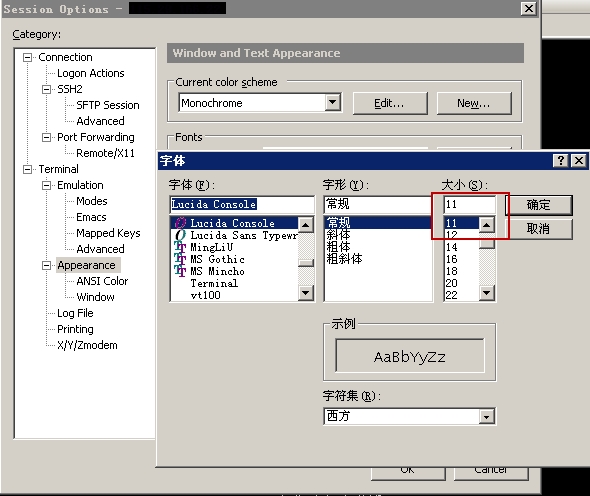 Session Options -
Category:
Connection
Logon Actions
SSH2
SFTP Session
Advanced
Port Forwarding
Remote/X11
Terminal
Emulation
Modes
Emacs
Mapped Keys
Advanced
Appearance
ANSI Color
Window
Log File
Printing
X/Y/Zmodem
Window and Text Appearance
Current color scheme
Monochrome
Edit...
New...
Fonts
字体
字体(F):
Lucida Console
Lucida Console
Lucida Sans Typewr
MingLiU
MS Gothic
MS Mincho
Terminal
vt100
字形(Y):
常规
常规
斜体
粗体
粗斜体
大小(S):
11
11
12
14
16
18
20
22
确定
取消
示例
AaBbYyZz
字符集(R):
西方
OK
Cancel